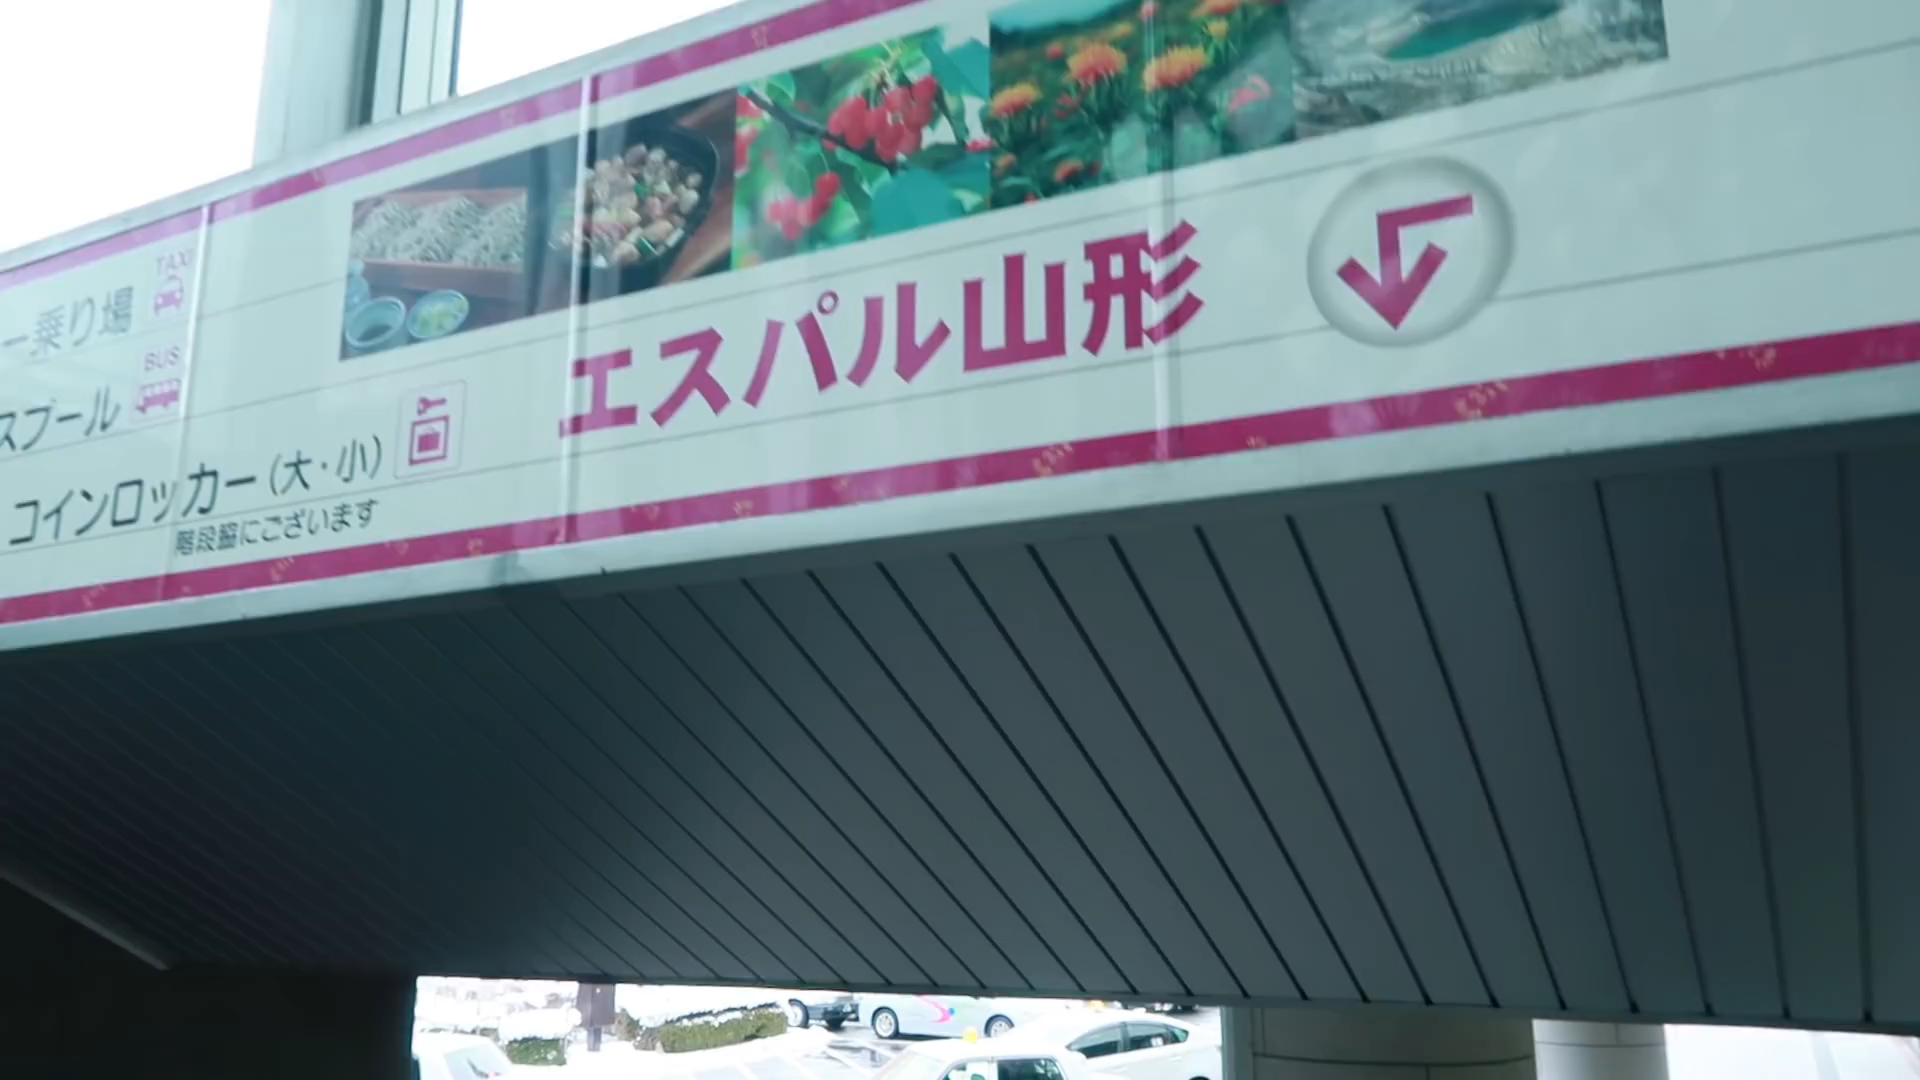 ー乗り場
TAXI
スプール
BUS
コインロッカー(大・小)
階段脇にございます
エスパル山形